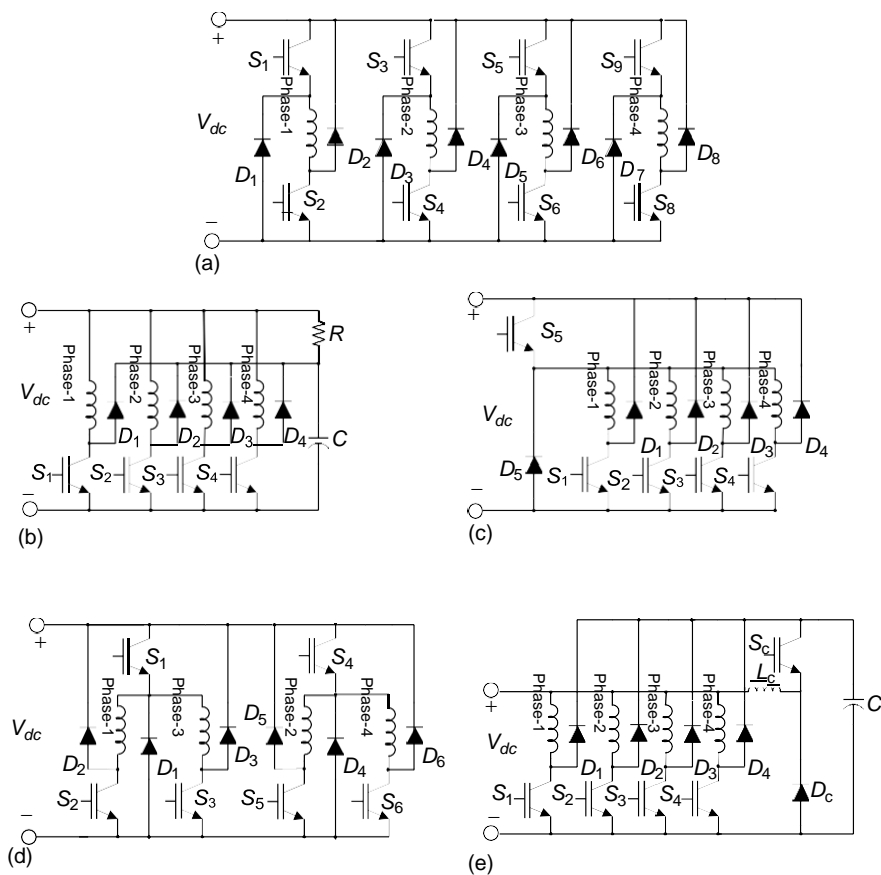 +
S1 S3 S5 S9
Phase-1 Phase-2 Phase-3 Phase-4
Vdc
D1 D2 D3 D4 D5 D6 D7 D8
S2 S4 S6 S8
−
(a)
+
R
Phase-1 Phase-2 Phase-3 Phase-4
Vdc
D1 D2 D3 D4 C
S1 S2 S3 S4
−
(b)
+
S5
Phase-1 Phase-2 Phase-3 Phase-4
Vdc
D1 D2 D3 D4
D5 S1 S2 S3 S4
−
(c)
+
S1 S4
Phase-1 Phase-3 Phase-2 Phase-4
D5
Vdc
D2 D1 D3 D4 D6
S2 S3 S5 S6
−
(d)
Sc
Lc
C
+
Phase-1 Phase-2 Phase-3 Phase-4
Vdc
D1 D2 D3 D4
S1 S2 S3 S4 Dc
−
(e)